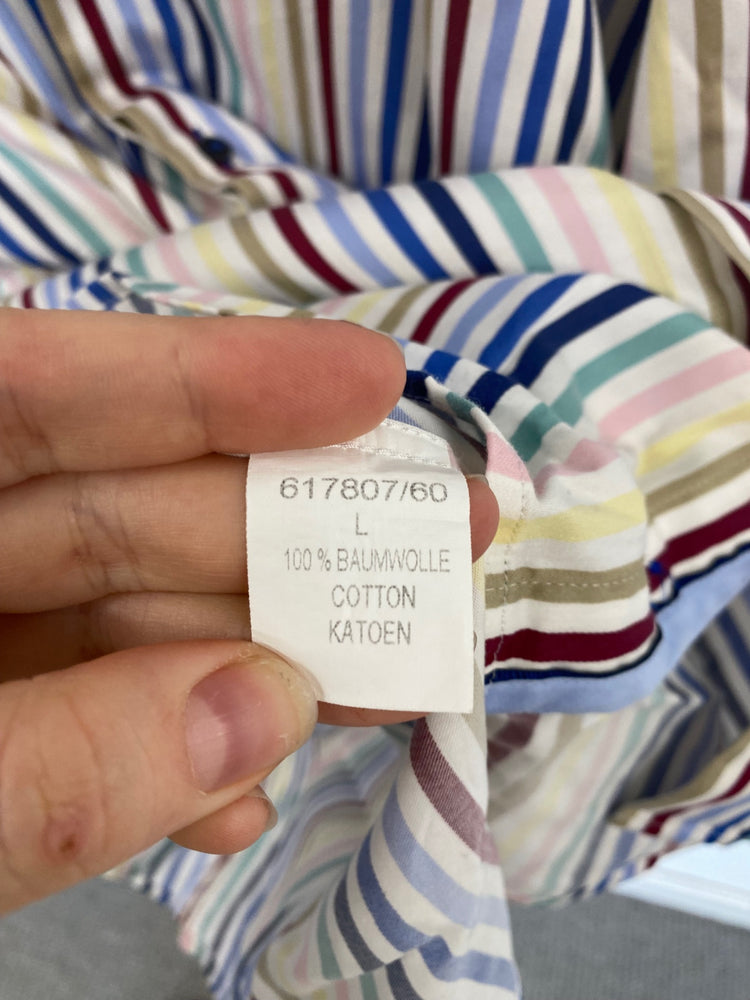 617807/60
L
100 % BAUMWOLLE
COTTON
KATOEN